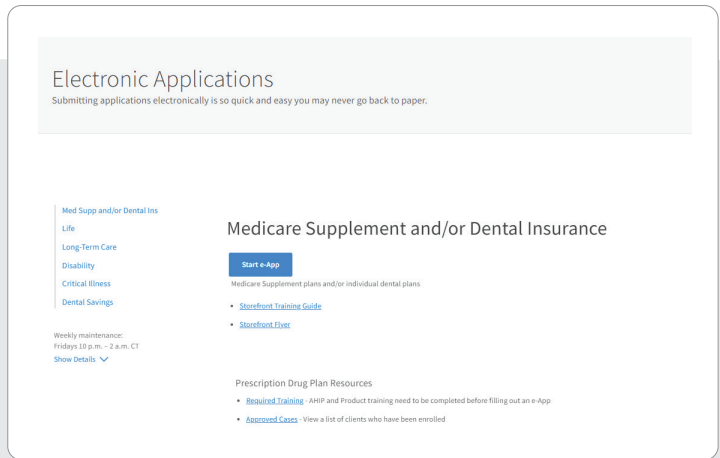 Electronic Applications
Submitting applications electronically is so quick and easy you may never go back to paper.
Med Supp and/or Dental Ins
Life
Long-Term Care
Disability
Critical Illness
Dental Savings
Weekly maintenance:
Fridays 10 p.m. – 2 a.m. CT
Show Details
Medicare Supplement and/or Dental Insurance
Start e-App
Medicare Supplement plans and/or individual dental plans
• Storefront Training Guide
• Storefront Flyer
Prescription Drug Plan Resources
• Required Training - AHIP and Product training need to be completed before filling out an e-App
• Approved Cases - View a list of clients who have been enrolled